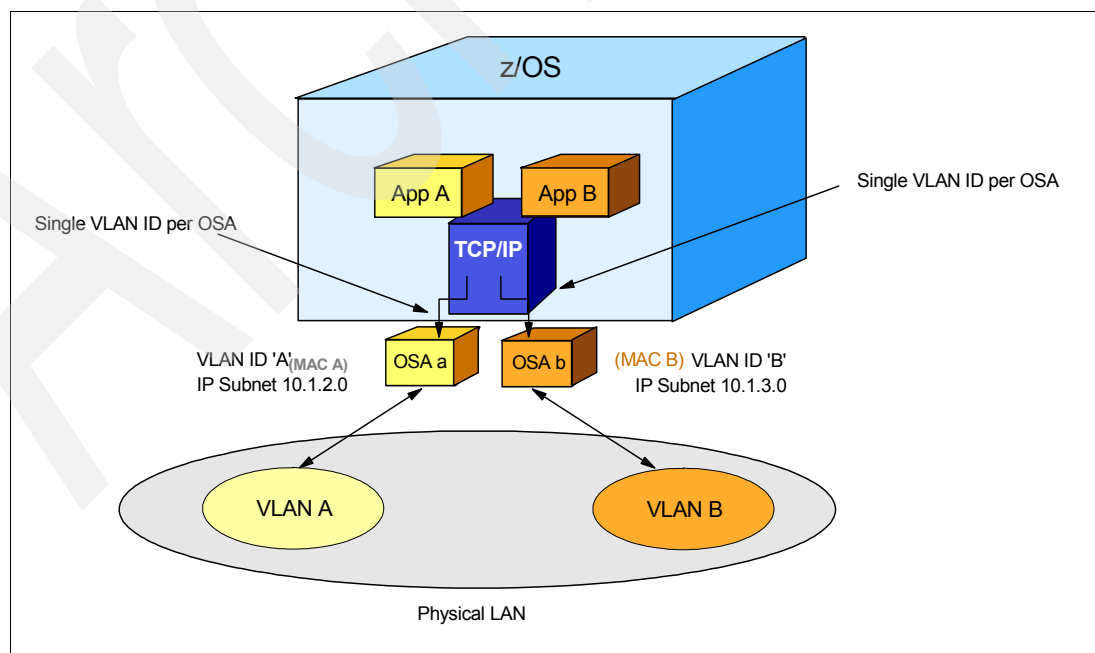 z/OS
App A
App B
Single VLAN ID per OSA
Single VLAN ID per OSA
TCP/IP
VLAN ID 'A'(MAC A)
IP Subnet 10.1.2.0
OSA a
OSA b
(MAC B) VLAN ID 'B'
IP Subnet 10.1.3.0
VLAN A
VLAN B
Physical LAN